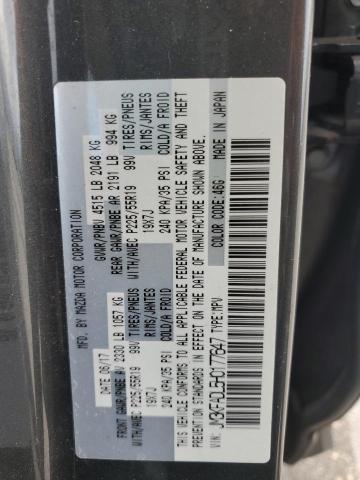 MFD. BY MAZDA MOTOR CORPORATION
DATE 06/17 GVWR/PNBV 4515 LB 2048 KG
FRONT GAWR/PNBE AV 2330 LB 1057 KG REAR GAWR/PNBE AR 2191 LB 994 KG
WITH/AVEC P225/55R19 99V TIRES/PNEUS WITH/AVEC P225/55R19 99V TIRES/PNEUS
19X7J RIMS/JANTES 19X7J RIMS/JANTES
240 KPA/35 PSI COLD/A FROID 240 KPA/35 PSI COLD/A FROID
THIS VEHICLE CONFORMS TO ALL APPLICABLE FEDERAL MOTOR VEHICLE SAFETY AND THEFT
PREVENTION STANDARDS IN EFFECT ON THE DATE OF MANUFACTURE SHOWN ABOVE.
TYPE:MPV COLOR: 46G MADE IN JAPAN